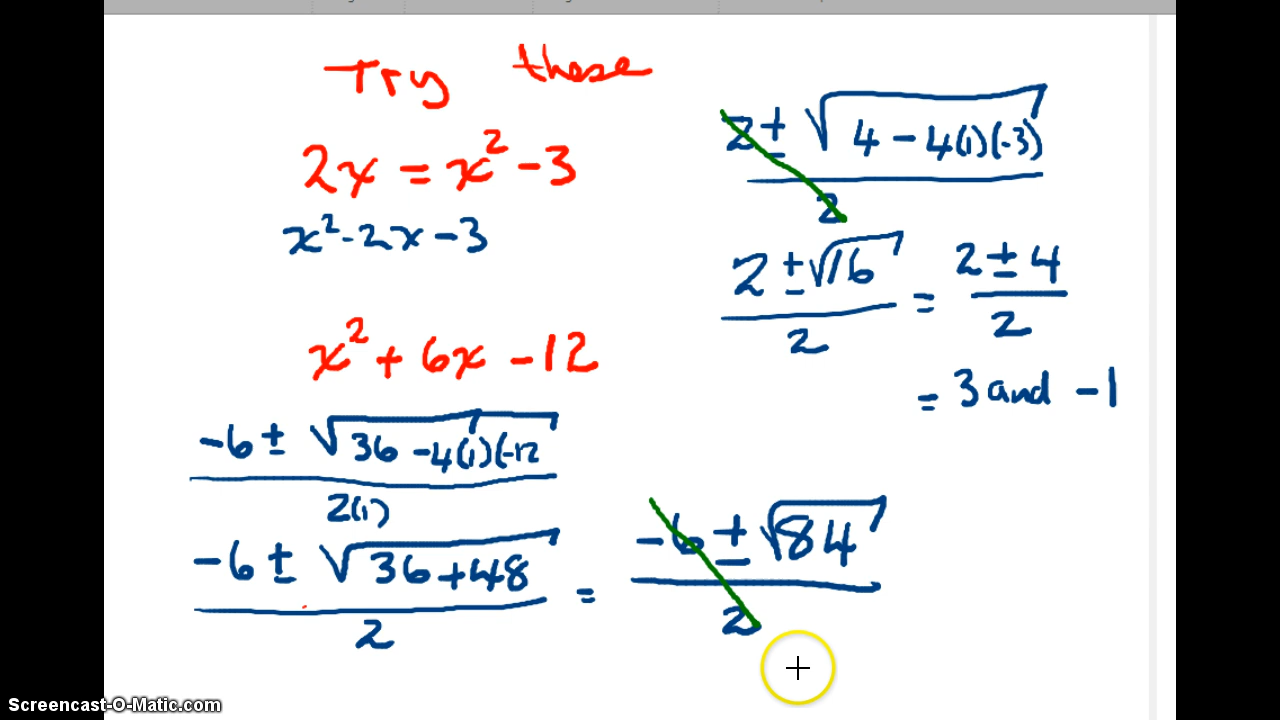 Try these
2x = x² - 3
x² - 2x - 3
2 ± √4 - 4(1)(-3)
2
2 ± √16 = 2 ± 4
2 2
= 3 and -1
x² + 6x - 12
-6 ± √36 - 4(1)(-12
2(1)
-6 ± √36 + 48 = -6 ± √84
2 2
Screencast-O-Matic.com